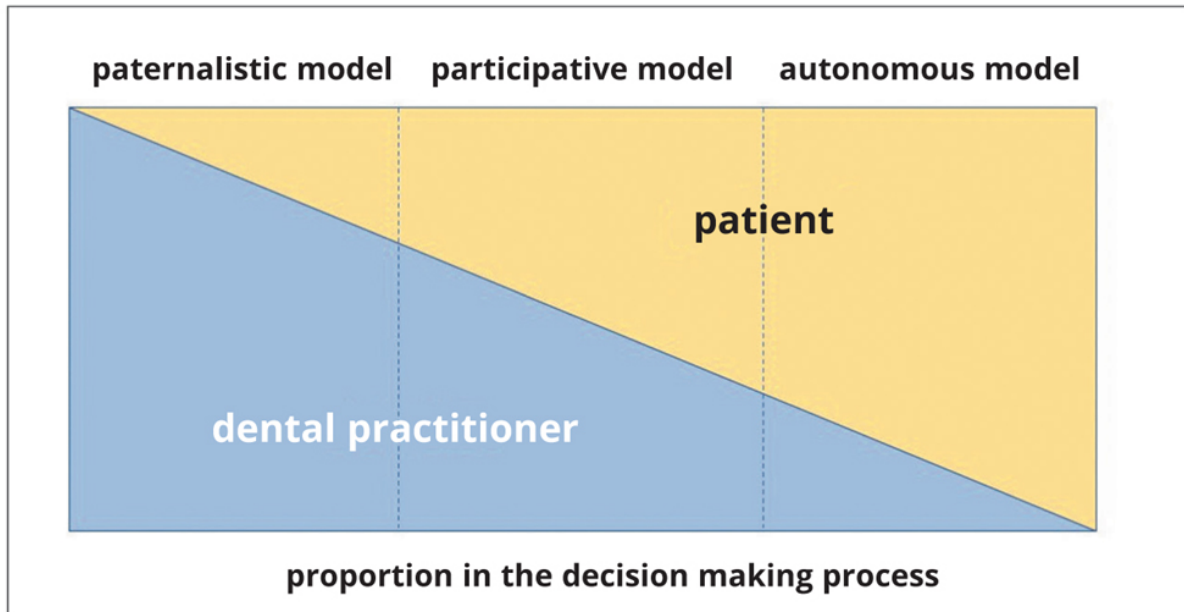 paternalistic model participative model autonomous model
patient
dental practitioner
proportion in the decision making process